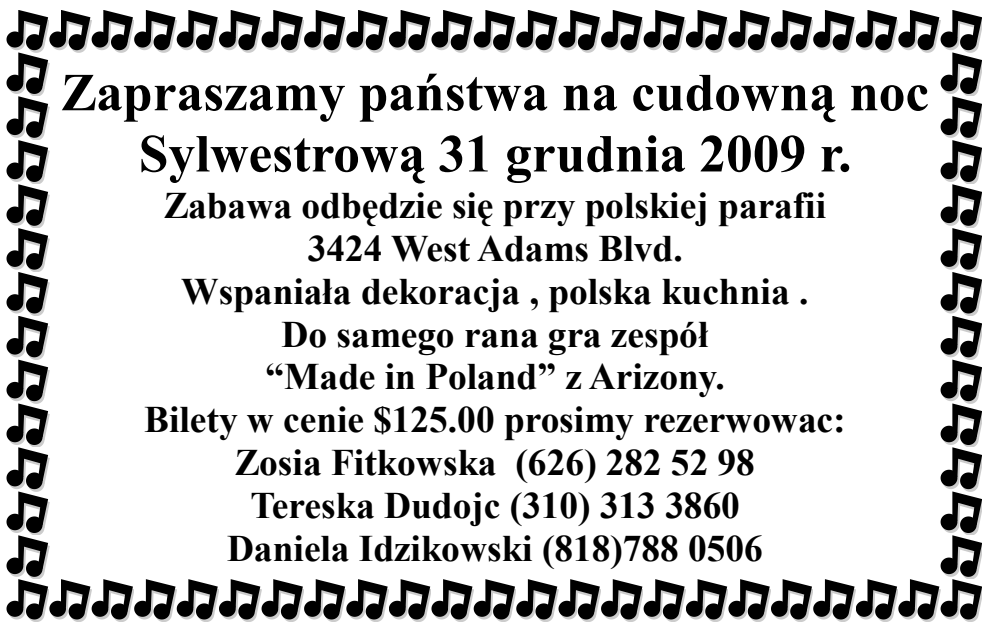 Zapraszamy państwa na cudowną noc
Sylwestrową 31 grudnia 2009 r.
Zabawa odbędzie się przy polskiej parafii
3424 West Adams Blvd.
Wspaniała dekoracja , polska kuchnia .
Do samego rana gra zespół
“Made in Poland” z Arizony.
Bilety w cenie $125.00 prosimy rezerwowac:
Zosia Fitkowska  (626) 282 52 98
Tereska Dudojc (310) 313 3860
Daniela Idzikowski (818)788 0506